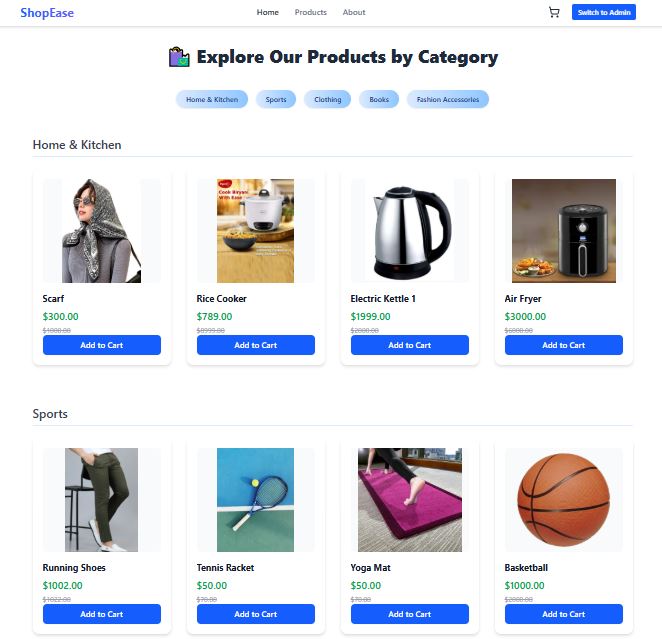 ShopEase
Home Products About
Switch to Admin
Explore Our Products by Category
Home & Kitchen Sports Clothing Books Fashion Accessories
Home & Kitchen
Cook Biryani
With Ease
Scarf Rice Cooker Electric Kettle 1 Air Fryer
$300.00 $789.00 $1999.00 $3000.00
$1000.00 $8999.00 $2000.00 $6000.00
Add to Cart Add to Cart Add to Cart Add to Cart
Sports
Running Shoes Tennis Racket Yoga Mat Basketball
$1002.00 $50.00 $50.00 $1000.00
$1022.00 $70.00 $70.00 $2000.00
Add to Cart Add to Cart Add to Cart Add to Cart